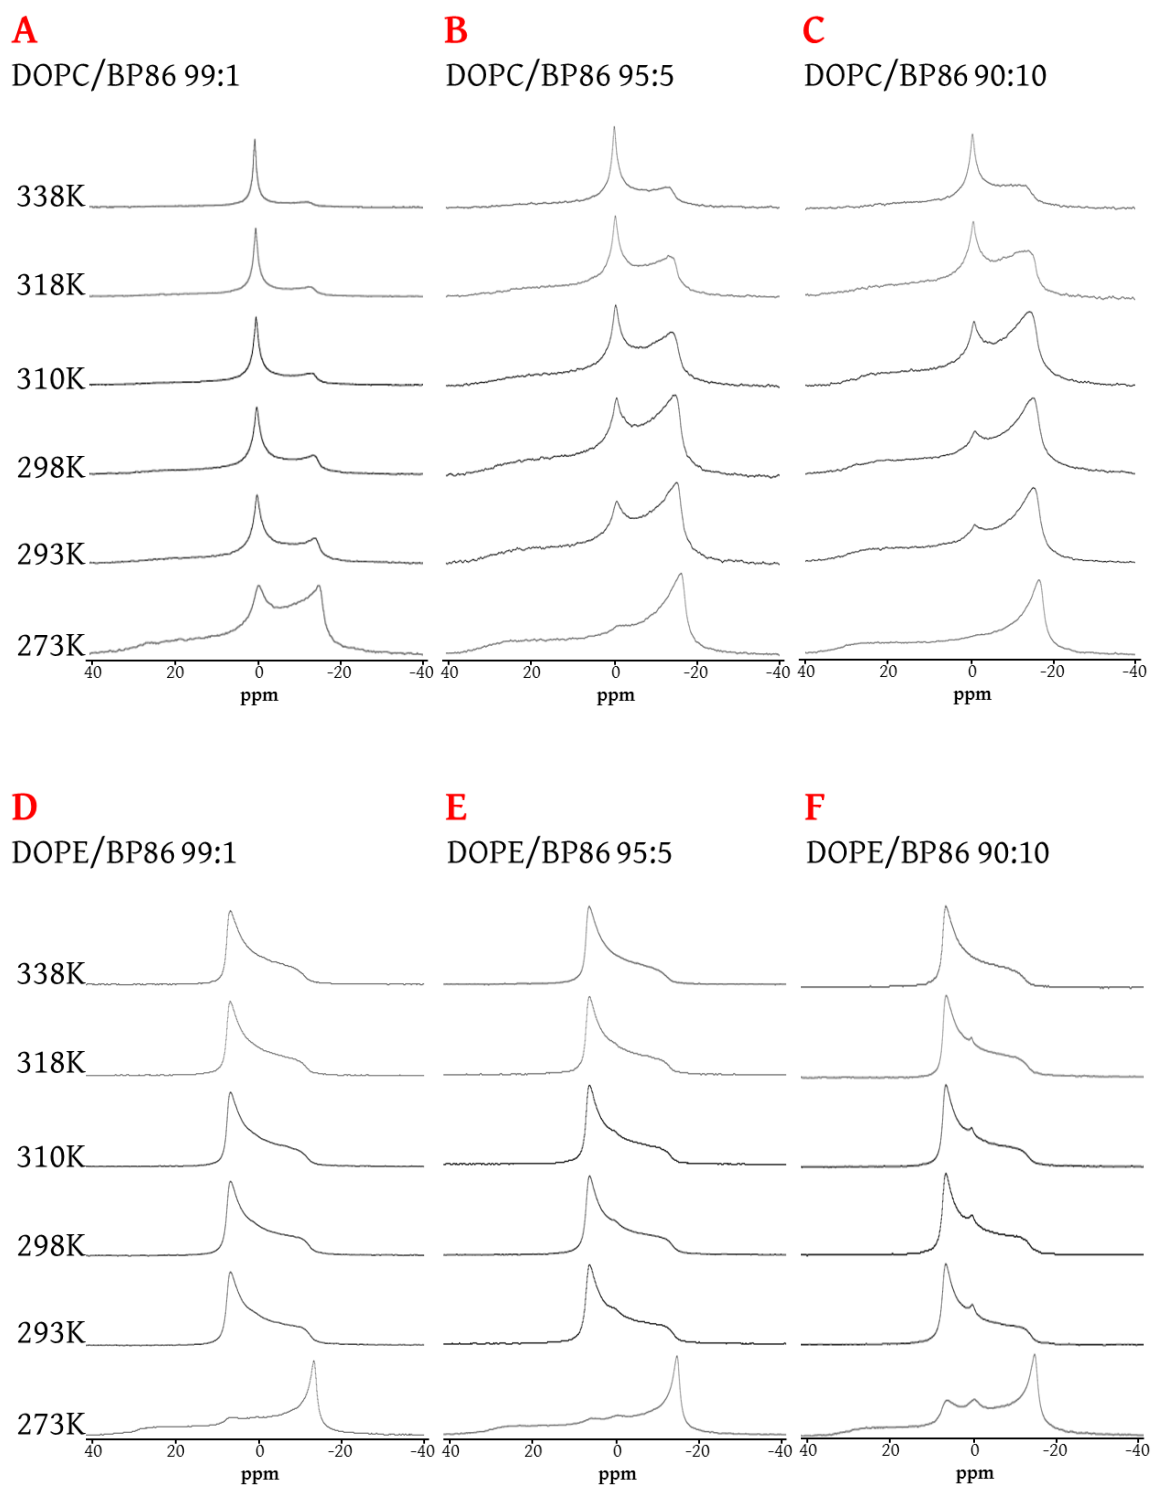 A
B
C
DOPC/BP86 99:1
DOPC/BP86 95:5
DOPC/BP86 90:10
338K
318K
310K
298K
293K
273K
40 20 0 -20 -40
40 20 0 -20 -40
40 20 0 -20 -40
ppm
ppm
ppm
D
E
F
DOPE/BP86 99:1
DOPE/BP86 95:5
DOPE/BP86 90:10
338K
318K
310K
298K
293K
273K
40 20 0 -20 -40
40 20 0 -20 -40
40 20 0 -20 -40
ppm
ppm
ppm